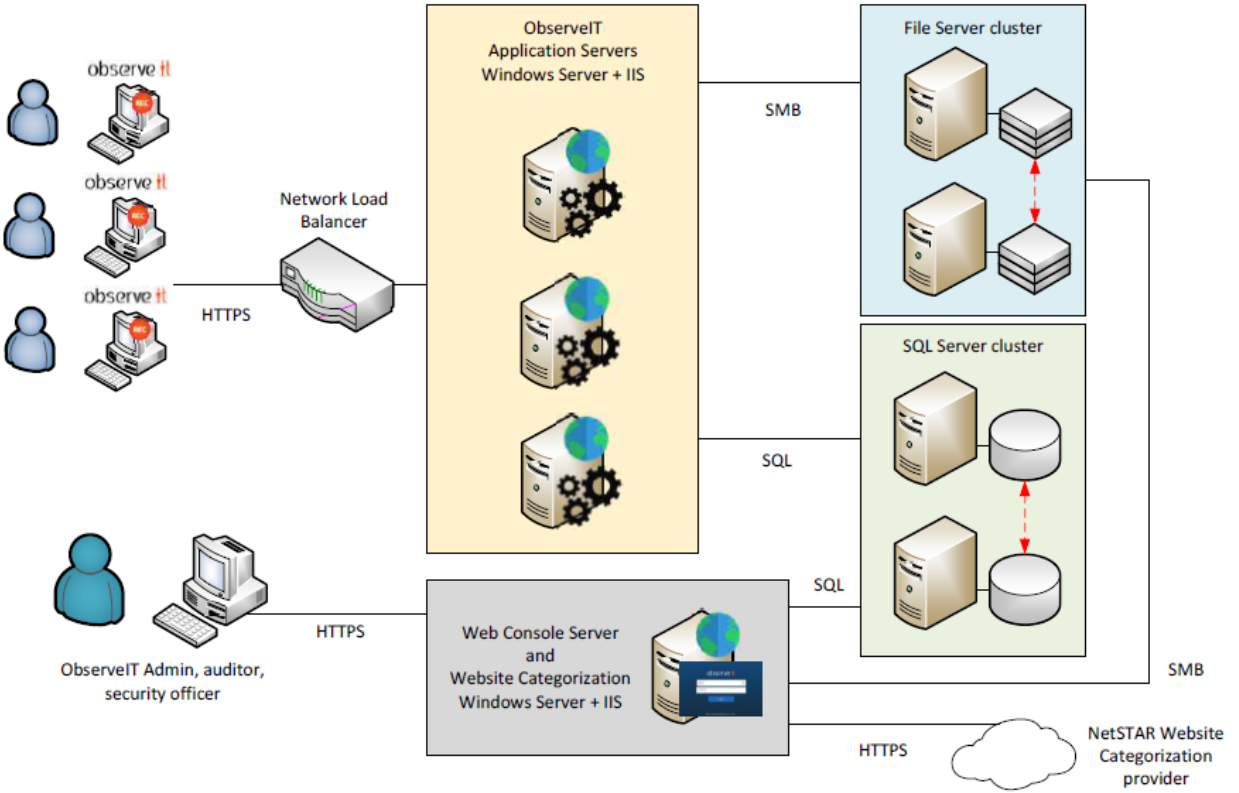 observe it
REC
observe it
REC
observe it
REC
HTTPS
Network Load
Balancer
ObserveIT
Application Servers
Windows Server + IIS
SMB
File Server cluster
SQL
SQL Server cluster
ObserveIT Admin, auditor,
security officer
HTTPS
Web Console Server
and
Website Categorization
Windows Server + IIS
observe it
SQL
SMB
HTTPS
NetSTAR Website
Categorization
provider